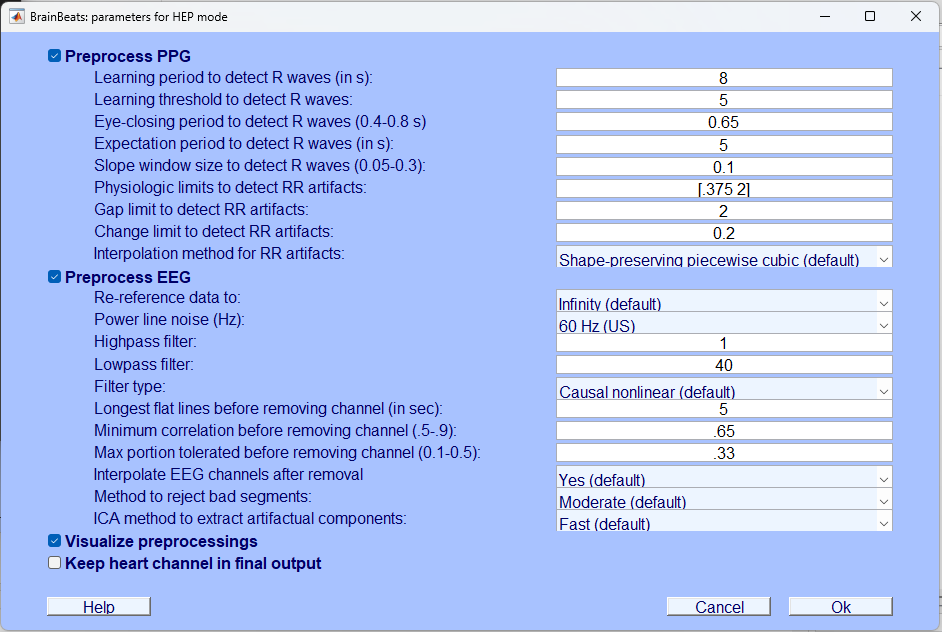 BrainBeats: parameters for HEP mode
Preprocess PPG
Learning period to detect R waves (in s): 8
Learning threshold to detect R waves: 5
Eye-closing period to detect R waves (0.4-0.8 s) 0.65
Expectation period to detect R waves (in s): 5
Slope window size to detect R waves (0.05-0.3): 0.1
Physiologic limits to detect RR artifacts: [.375 2]
Gap limit to detect RR artifacts: 2
Change limit to detect RR artifacts: 0.2
Interpolation method for RR artifacts: Shape-preserving piecewise cubic (default)
Preprocess EEG
Re-reference data to: Infinity (default)
Power line noise (Hz): 60 Hz (US)
Highpass filter: 1
Lowpass filter: 40
Filter type: Causal nonlinear (default)
Longest flat lines before removing channel (in sec): 5
Minimum correlation before removing channel (.5-.9): .65
Max portion tolerated before removing channel (0.1-0.5): .33
Interpolate EEG channels after removal Yes (default)
Method to reject bad segments: Moderate (default)
ICA method to extract artifactual components: Fast (default)
Visualize preprocessings
Keep heart channel in final output
Help Cancel Ok